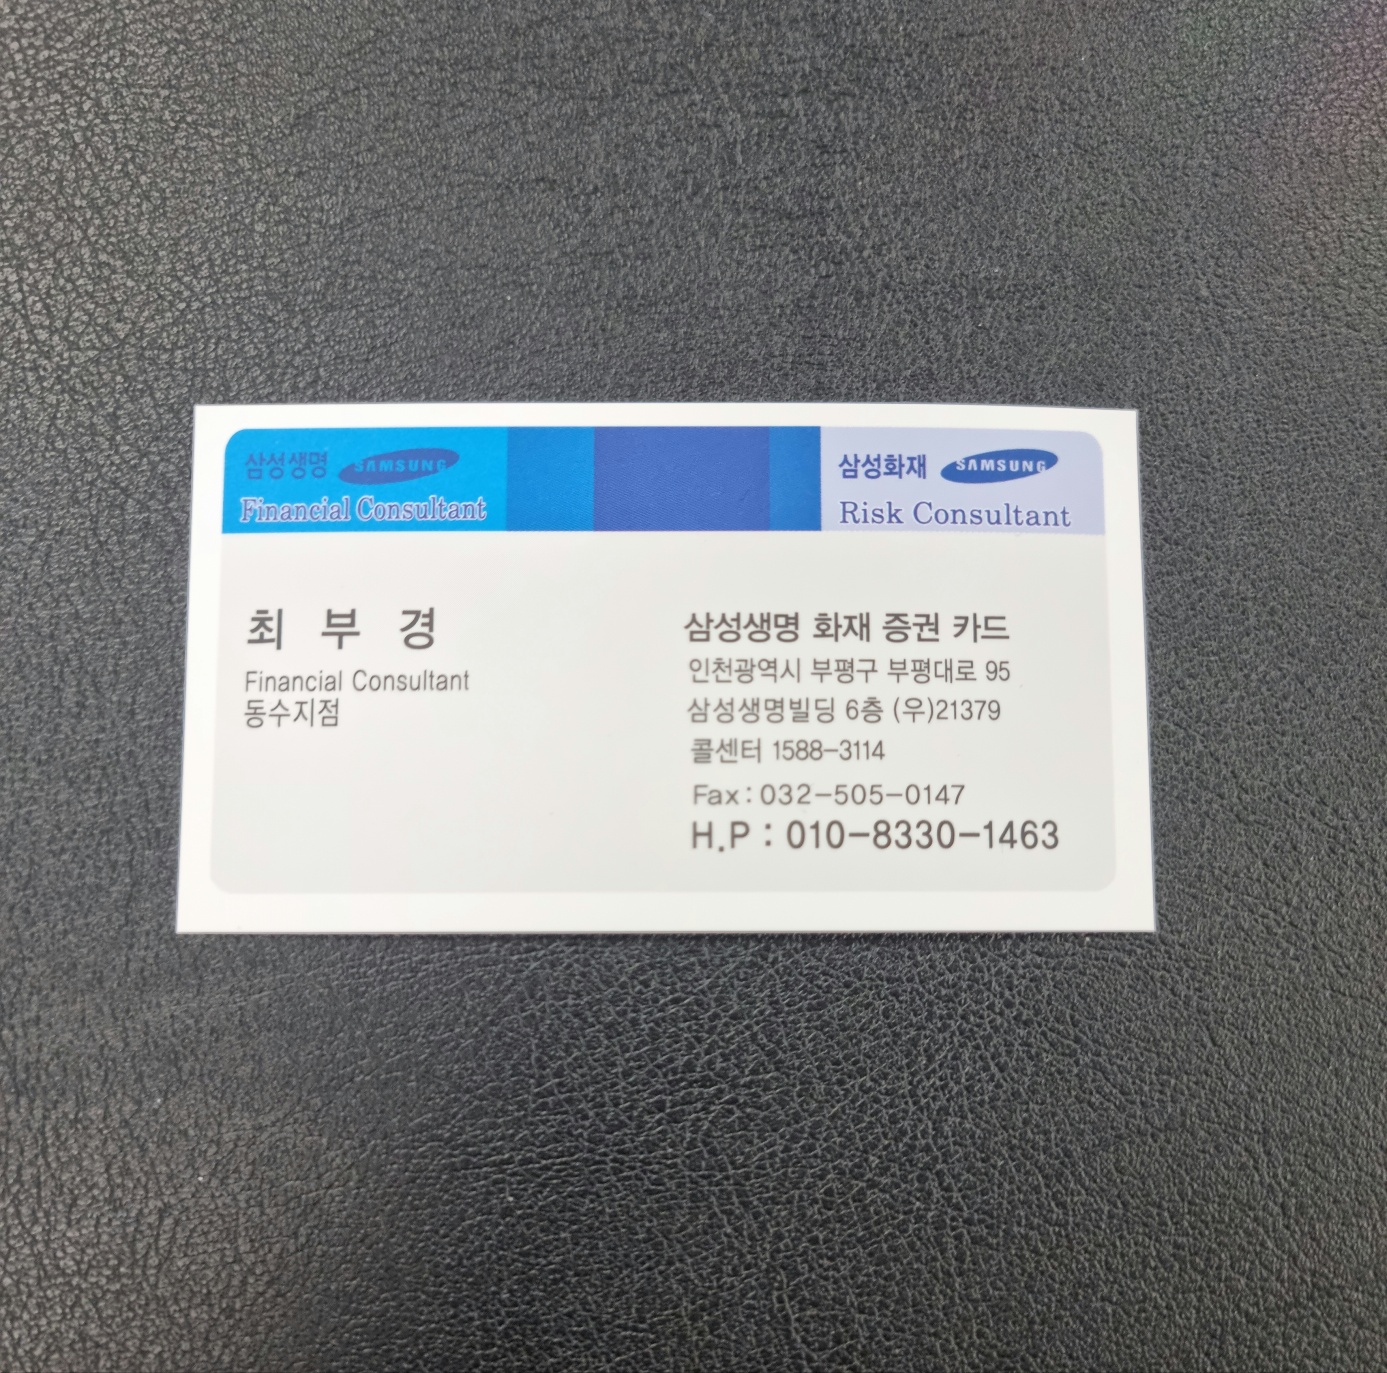 삼성생명 SAMSUNG
Financial Consultant
삼성화재 SAMSUNG
Risk Consultant
최 부 경
Financial Consultant
동수지점
삼성생명 화재 증권 카드
인천광역시 부평구 부평대로 95
삼성생명빌딩 6층 (우)21379
콜센터 1588-3114
Fax : 032-505-0147
H.P : 010-8330-1463